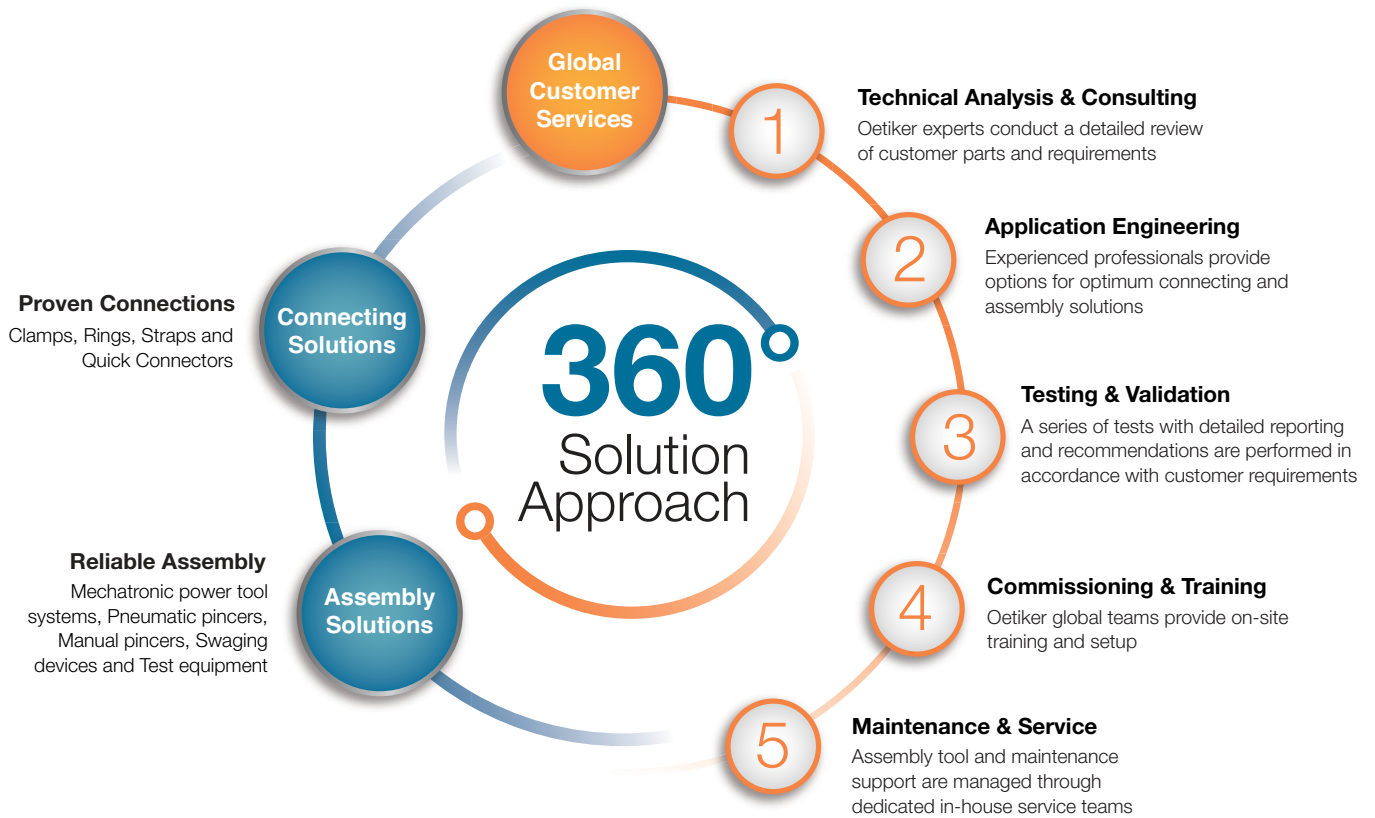 Global
Customer
Services
1
Technical Analysis & Consulting
Oetiker experts conduct a detailed review
of customer parts and requirements
2
Application Engineering
Experienced professionals provide
options for optimum connecting and
assembly solutions
3
Testing & Validation
A series of tests with detailed reporting
and recommendations are performed in
accordance with customer requirements
4
Commissioning & Training
Oetiker global teams provide on-site
training and setup
5
Maintenance & Service
Assembly tool and maintenance
support are managed through
dedicated in-house service teams
Proven Connections
Clamps, Rings, Straps and
Quick Connectors
Connecting
Solutions
Reliable Assembly
Mechatronic power tool
systems, Pneumatic pincers,
Manual pincers, Swaging
devices and Test equipment
Assembly
Solutions
360°
Solution
Approach